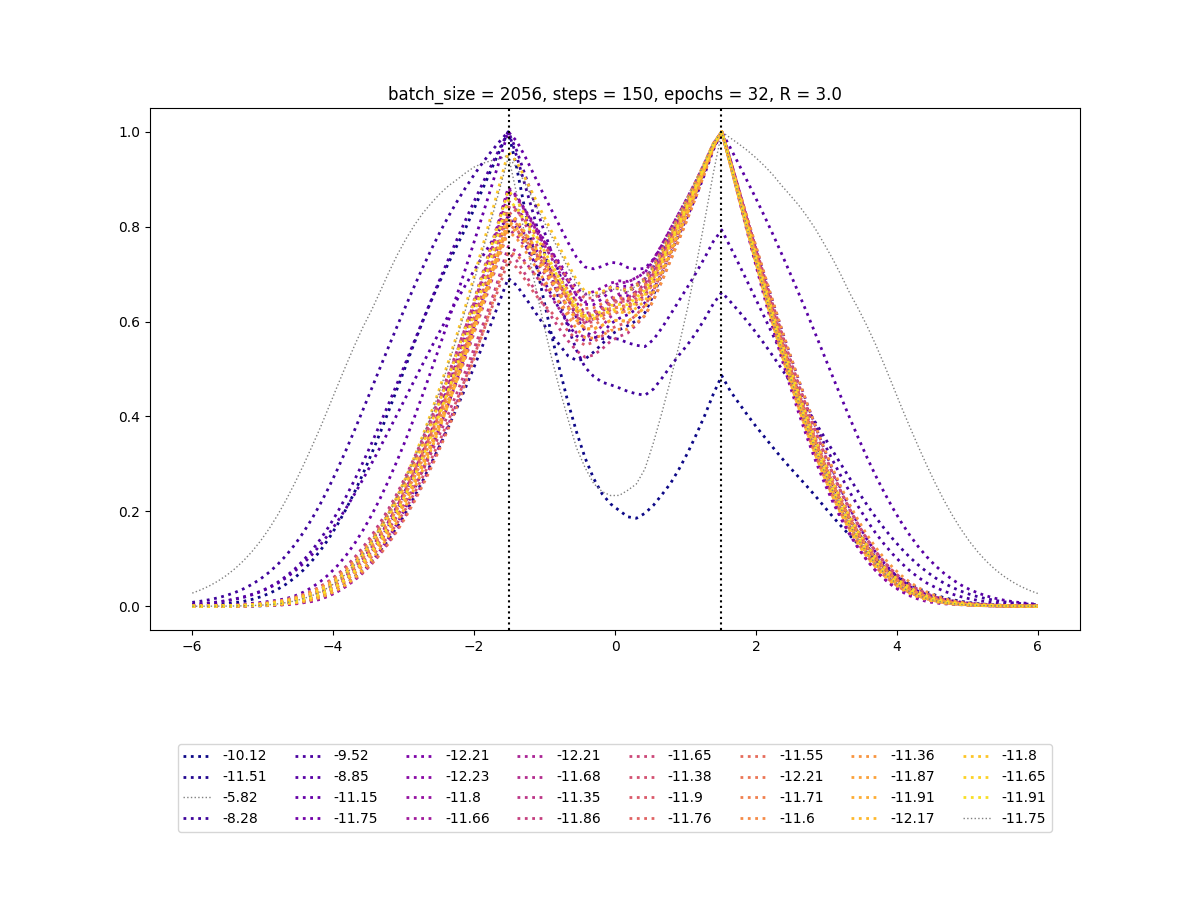 batch_size = 2056, steps = 150, epochs = 32, R = 3.0
1.0
0.8
0.6
0.4
0.2
0.0
−6 −4 −2 0 2 4 6
-10.12 -9.52 -12.21 -12.21 -11.65 -11.55 -11.36 -11.8
-11.51 -8.85 -12.23 -11.68 -11.38 -12.21 -11.87 -11.65
-5.82 -11.15 -11.8 -11.35 -11.9 -11.71 -11.91 -11.91
-8.28 -11.75 -11.66 -11.86 -11.76 -11.6 -12.17 -11.75